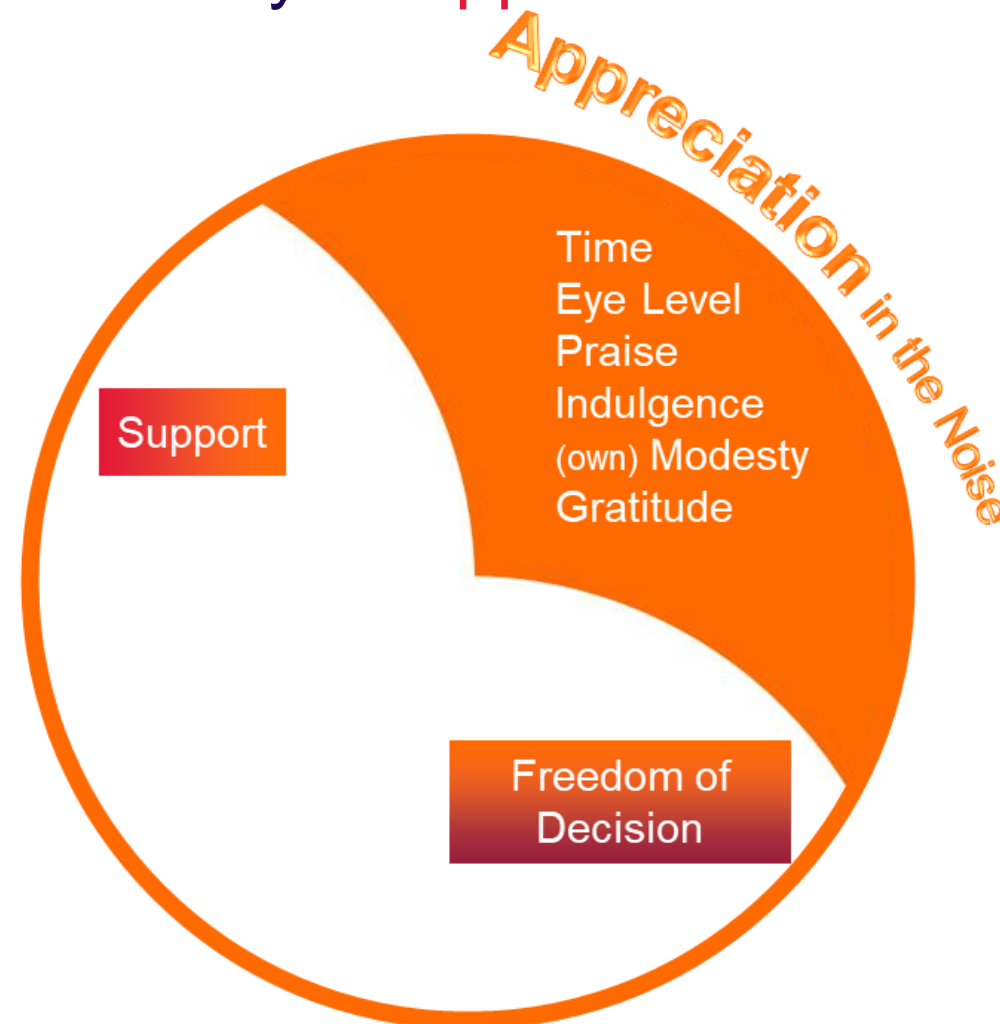 Appreciation in the Noise
Time
Eye Level
Praise
Indulgence
(own) Modesty
Gratitude
Support
Freedom of
Decision